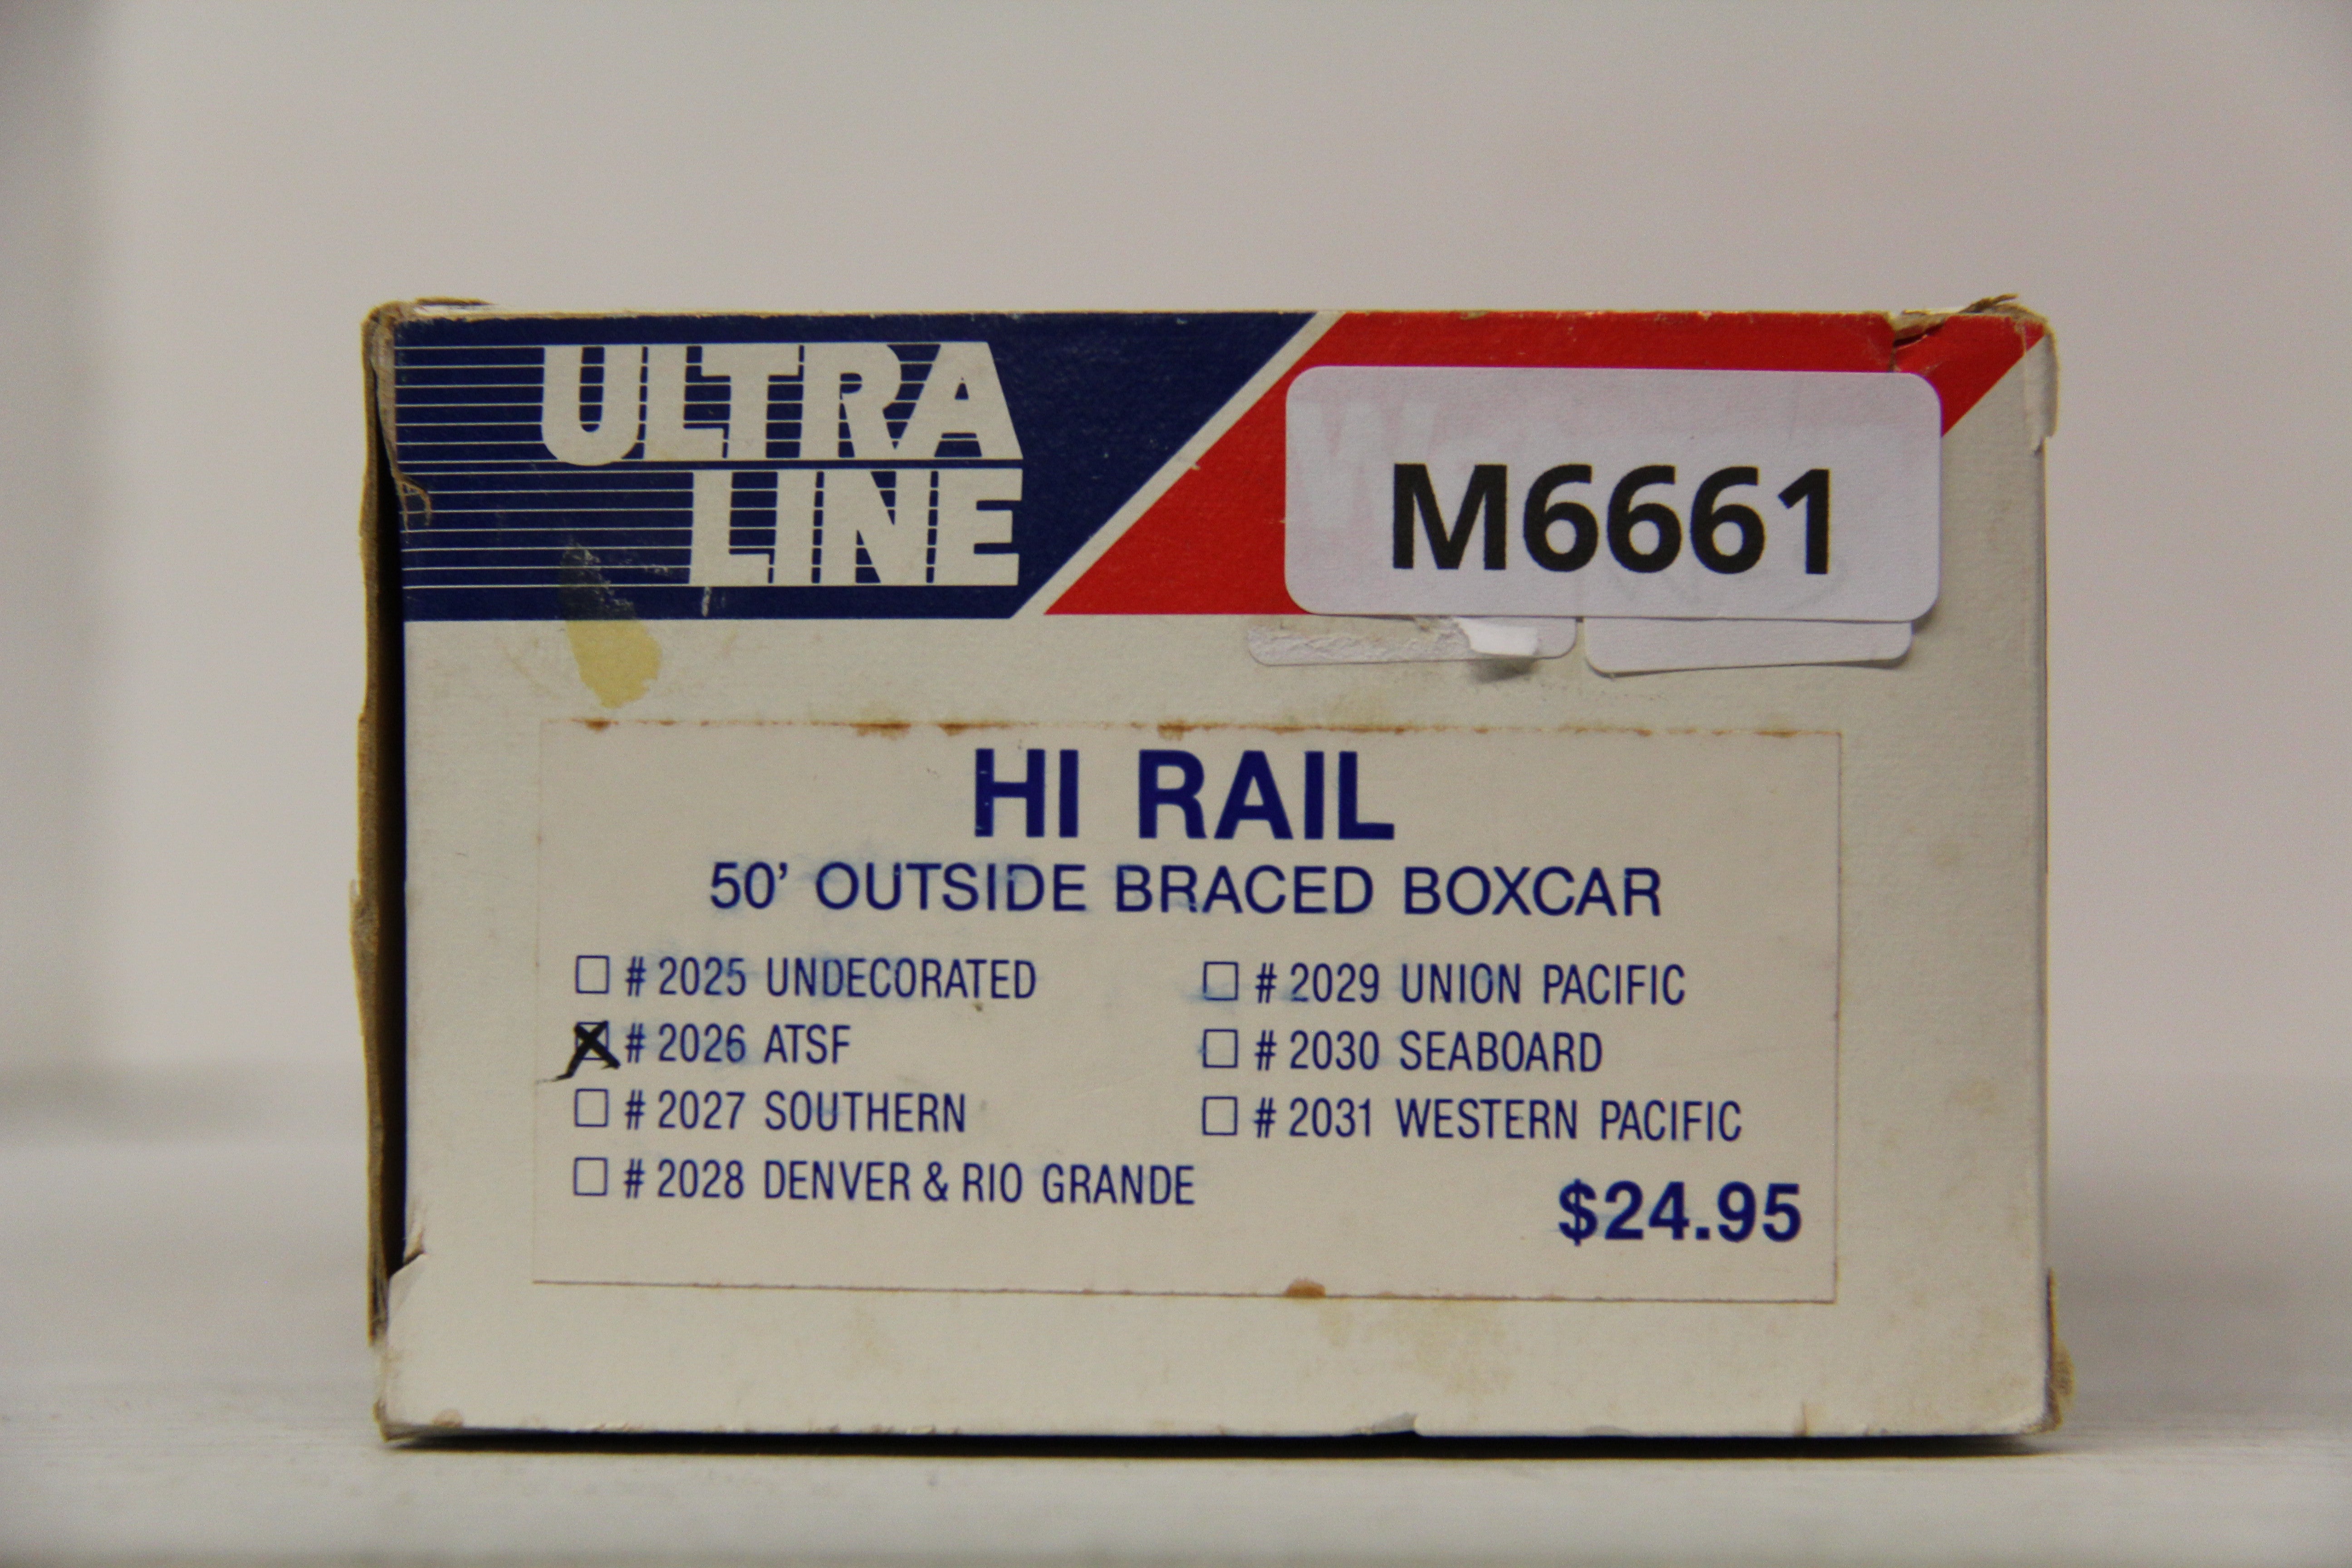 ULTRA
LINE
M6661
HI RAIL
50' OUTSIDE BRACED BOXCAR
# 2025 UNDECORATED
# 2026 ATSF
# 2027 SOUTHERN
# 2028 DENVER & RIO GRANDE
# 2029 UNION PACIFIC
# 2030 SEABOARD
# 2031 WESTERN PACIFIC
$24.95